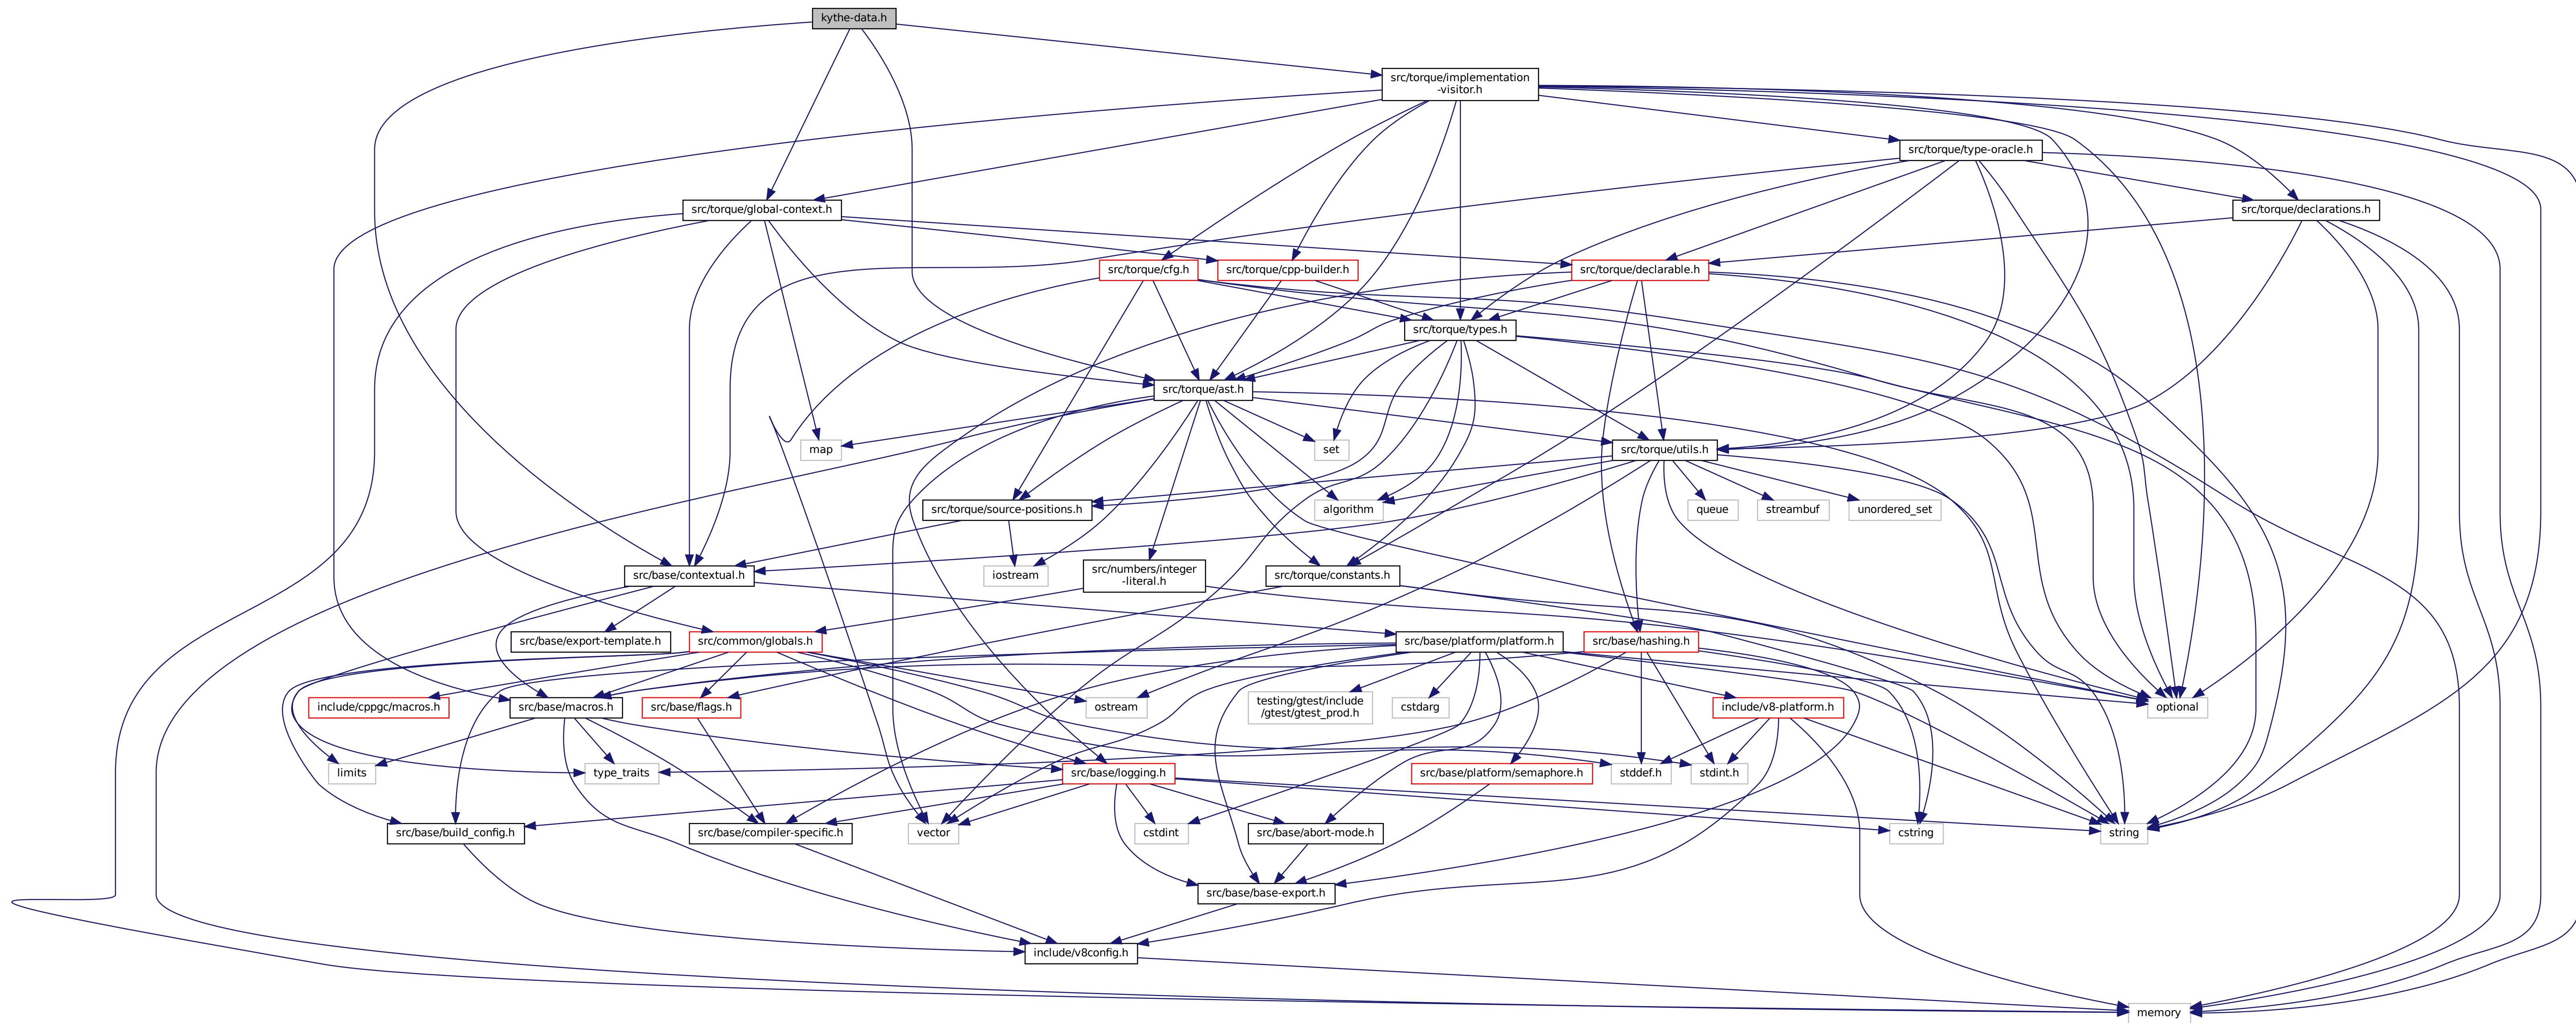 kythe-data.h
src/torque/implementation
-visitor.h
src/torque/type-oracle.h
src/torque/global-context.h
src/torque/declarations.h
src/torque/cfg.h
src/torque/cpp-builder.h
src/torque/declarable.h
src/torque/types.h
src/torque/ast.h
map
set
src/torque/utils.h
src/torque/source-positions.h
algorithm
queue
streambuf
unordered_set
src/base/contextual.h
iostream
src/numbers/integer
-literal.h
src/torque/constants.h
src/base/export-template.h
src/common/globals.h
src/base/platform/platform.h
src/base/hashing.h
include/cppgc/macros.h
src/base/macros.h
src/base/flags.h
ostream
testing/gtest/include
/gtest/gtest_prod.h
cstdarg
include/v8-platform.h
optional
limits
type_traits
src/base/logging.h
src/base/platform/semaphore.h
stddef.h
stdint.h
src/base/build_config.h
src/base/compiler-specific.h
vector
cstdint
src/base/abort-mode.h
cstring
string
src/base/base-export.h
include/v8config.h
memory